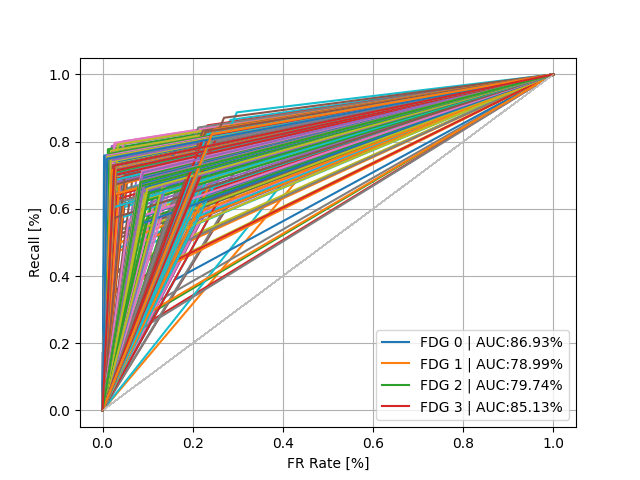 1.0
0.8
0.6
0.4
0.2
0.0
Recall [%]
FDG 0 | AUC:86.93%
FDG 1 | AUC:78.99%
FDG 2 | AUC:79.74%
FDG 3 | AUC:85.13%
0.0 0.2 0.4 0.6 0.8 1.0
FR Rate [%]